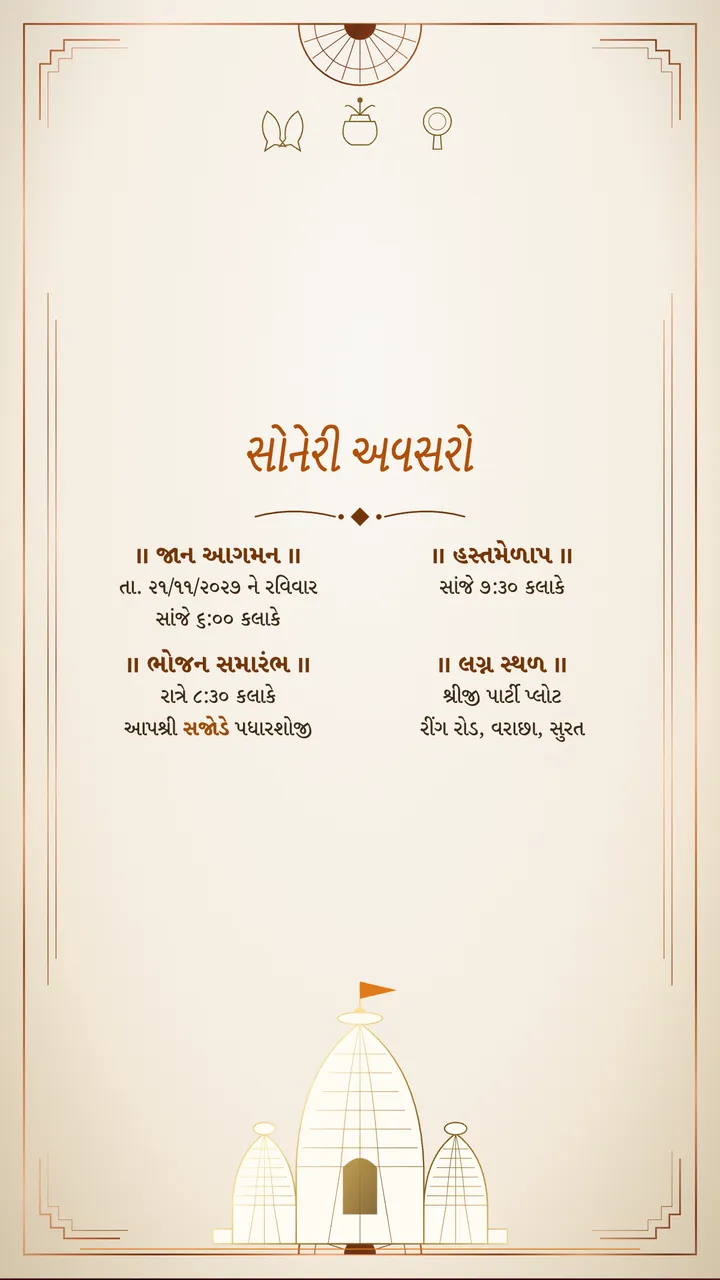 સોનેરી અવસરો
॥ જાન આગમન ॥
તા. ૨૧/૧૧/૨૦૨૭ ને રવિવાર
સાંજે ૬:૦૦ કલાકે
॥ હસ્તમેળાપ ॥
સાંજે ૭:૩૦ કલાકે
॥ ભોજન સમારંભ ॥
રાત્રે ૮:૩૦ કલાકે
આપશ્રી સજોડે પધારશોજી
॥ લગ્ન સ્થળ ॥
શ્રીજી પાર્ટી પ્લોટ
રીંગ રોડ, વરાછા, સુરત